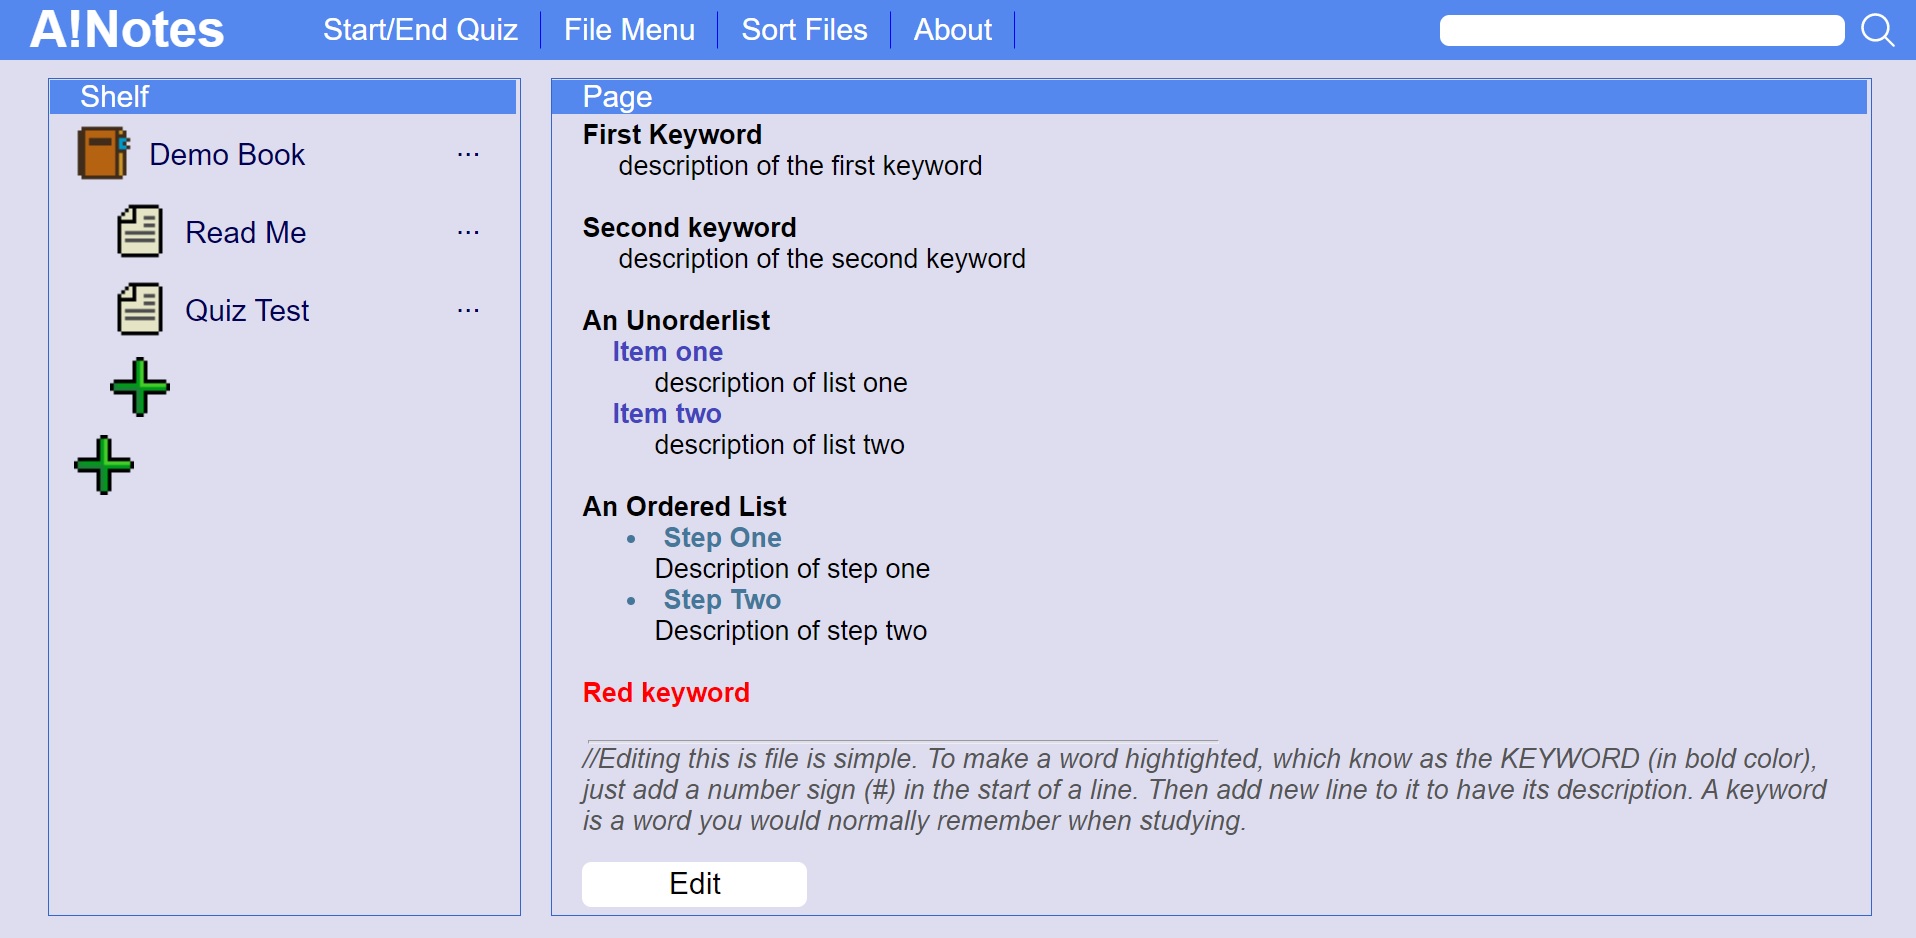 A!Notes
Start/End Quiz
File Menu
Sort Files
About
Shelf
Demo Book
...
Read Me
...
Quiz Test
...
Page
First Keyword
description of the first keyword
Second keyword
description of the second keyword
An Unorderlist
Item one
description of list one
Item two
description of list two
An Ordered List
• Step One
Description of step one
• Step Two
Description of step two
Red keyword
//Editing this is file is simple. To make a word hightighted, which know as the KEYWORD (in bold color),
just add a number sign (#) in the start of a line. Then add new line to it to have its description. A keyword
is a word you would normally remember when studying.
Edit